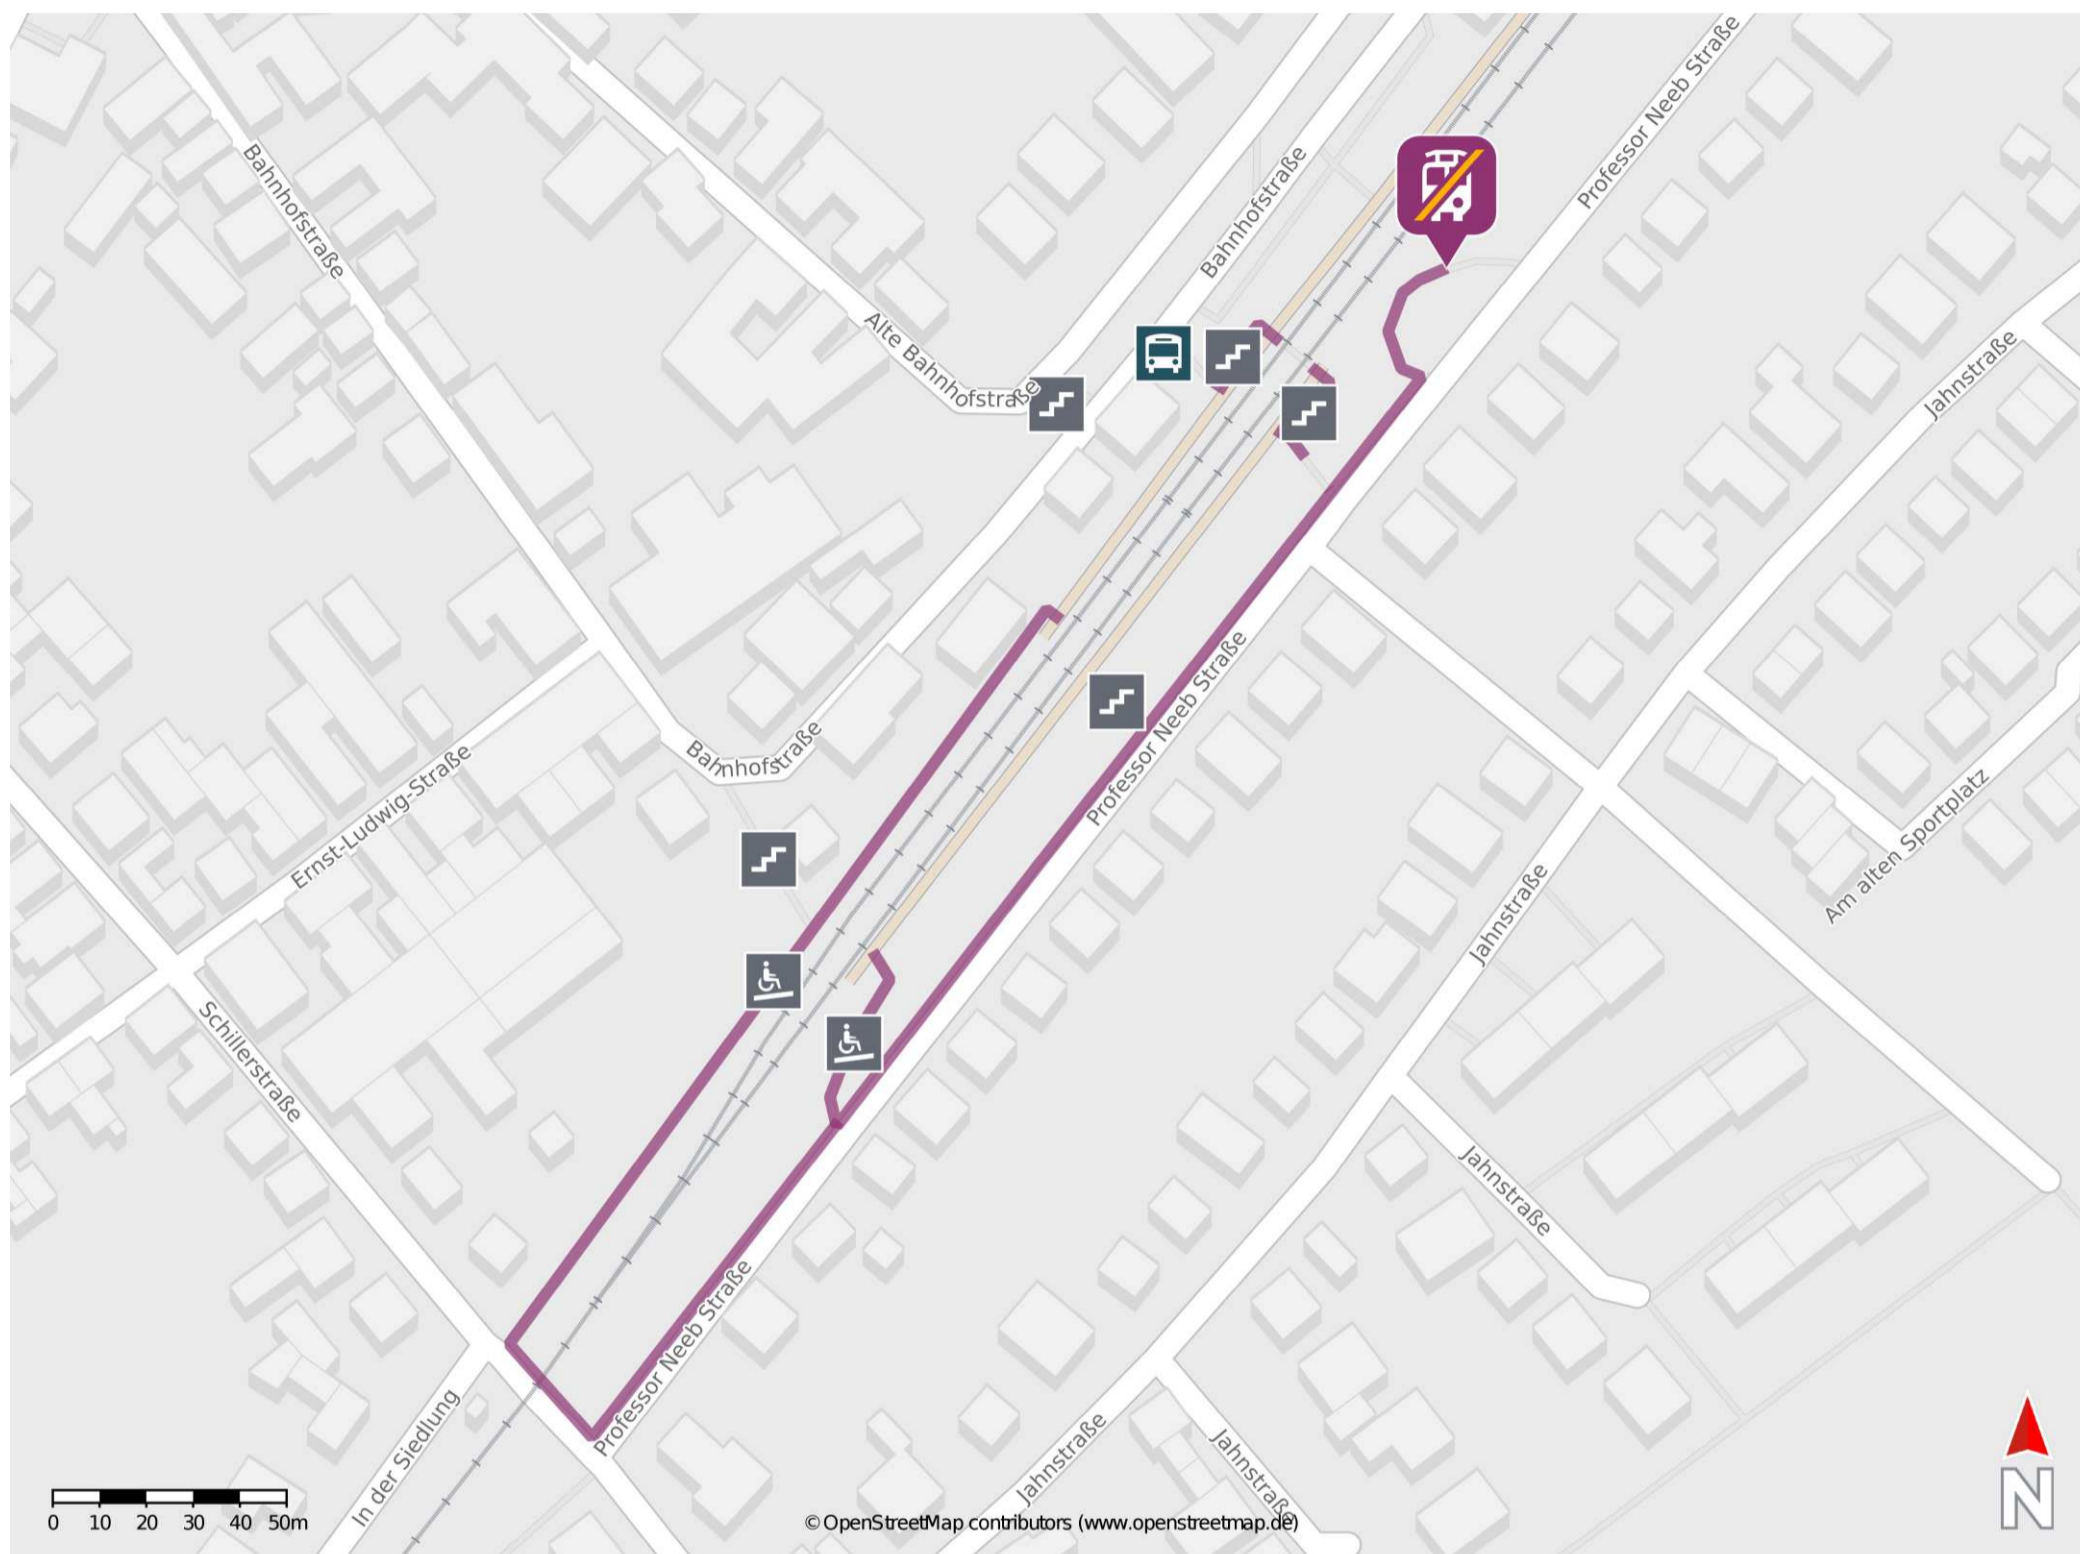 Professor Neeb Straße
Bahnhofstraße
Bahnhofstraße
Alte Bahnhofstraße
Jahnstraße
Professor Neeb Straße
Bahnhofstraße
Ernst-Ludwig-Straße
Am alten Sportplatz
Jahnstraße
Schillerstraße
Jahnstraße
Professor Neeb Straße
In der Siedlung
Jahnstraße
Jahnstraße
N
0 10 20 30 40 50m
© OpenStreetMap contributors (www.openstreetmap.de)